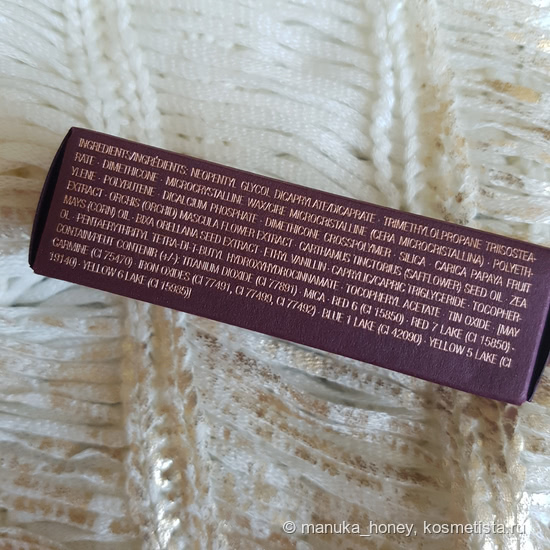 INGREDIENTS/INGRÉDIENTS: NEOPENTYL GLYCOL DICAPRYLATE/DICAPRATE · TRIMETHYLOLPROPANE TRIISOSTEA-
RATE · DIMETHICONE · MICROCRYSTALLINE WAX/CIRE MICROCRISTALLINE (CERA MICROCRISTALLINA) · POLYETH-
YLENE · POLYBUTENE · DICALCIUM PHOSPHATE · DIMETHICONE CROSSPOLYMER · SILICA · CARICA PAPAYA FRUIT
EXTRACT · ORCHIS (ORCHID) MASCULA FLOWER EXTRACT · CARTHAMUS TINCTORIUS (SAFFLOWER) SEED OIL · ZEA
MAYS (CORN) OIL · BIXA ORELLANA SEED EXTRACT · ETHYL VANILLIN · CAPRYLIC/CAPRIC TRIGLYCERIDE · TOCOPHER-
OL · PENTAERYTHRITYL TETRA-DI-T-BUTYL HYDROXYHYDROCINNAMATE · TOCOPHERYL ACETATE · TIN OXIDE · [MAY
CONTAIN/PEUT CONTENIR (+/-): TITANIUM DIOXIDE (CI 77891) · MICA · RED 6 (CI 15850) · RED 7 LAKE (CI 15850) ·
CARMINE (CI 75470) · IRON OXIDES (CI 77491, CI 77499, CI 77492) · BLUE 1 LAKE (CI 42090) · YELLOW 5 LAKE (CI
19140) · YELLOW 6 LAKE (CI 15985)]
© manuka_honey, kosmetista.ru